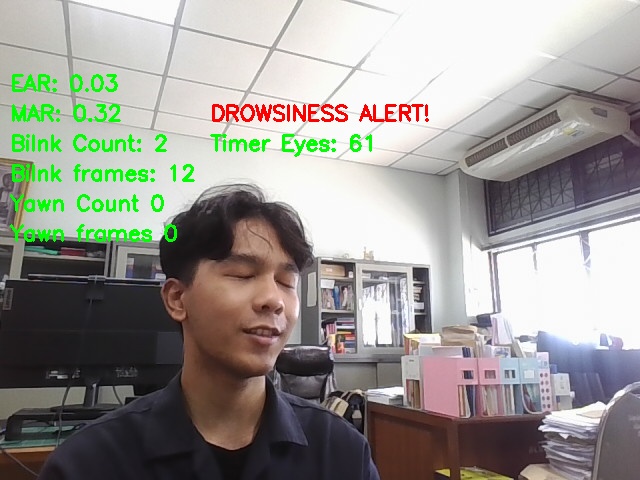 EAR: 0.03
MAR: 0.32
DROWSINESS ALERT!
Bilnk Count: 2
Timer Eyes: 61
Bilnk frames: 12
Yawn Count 0
Yawn frames 0